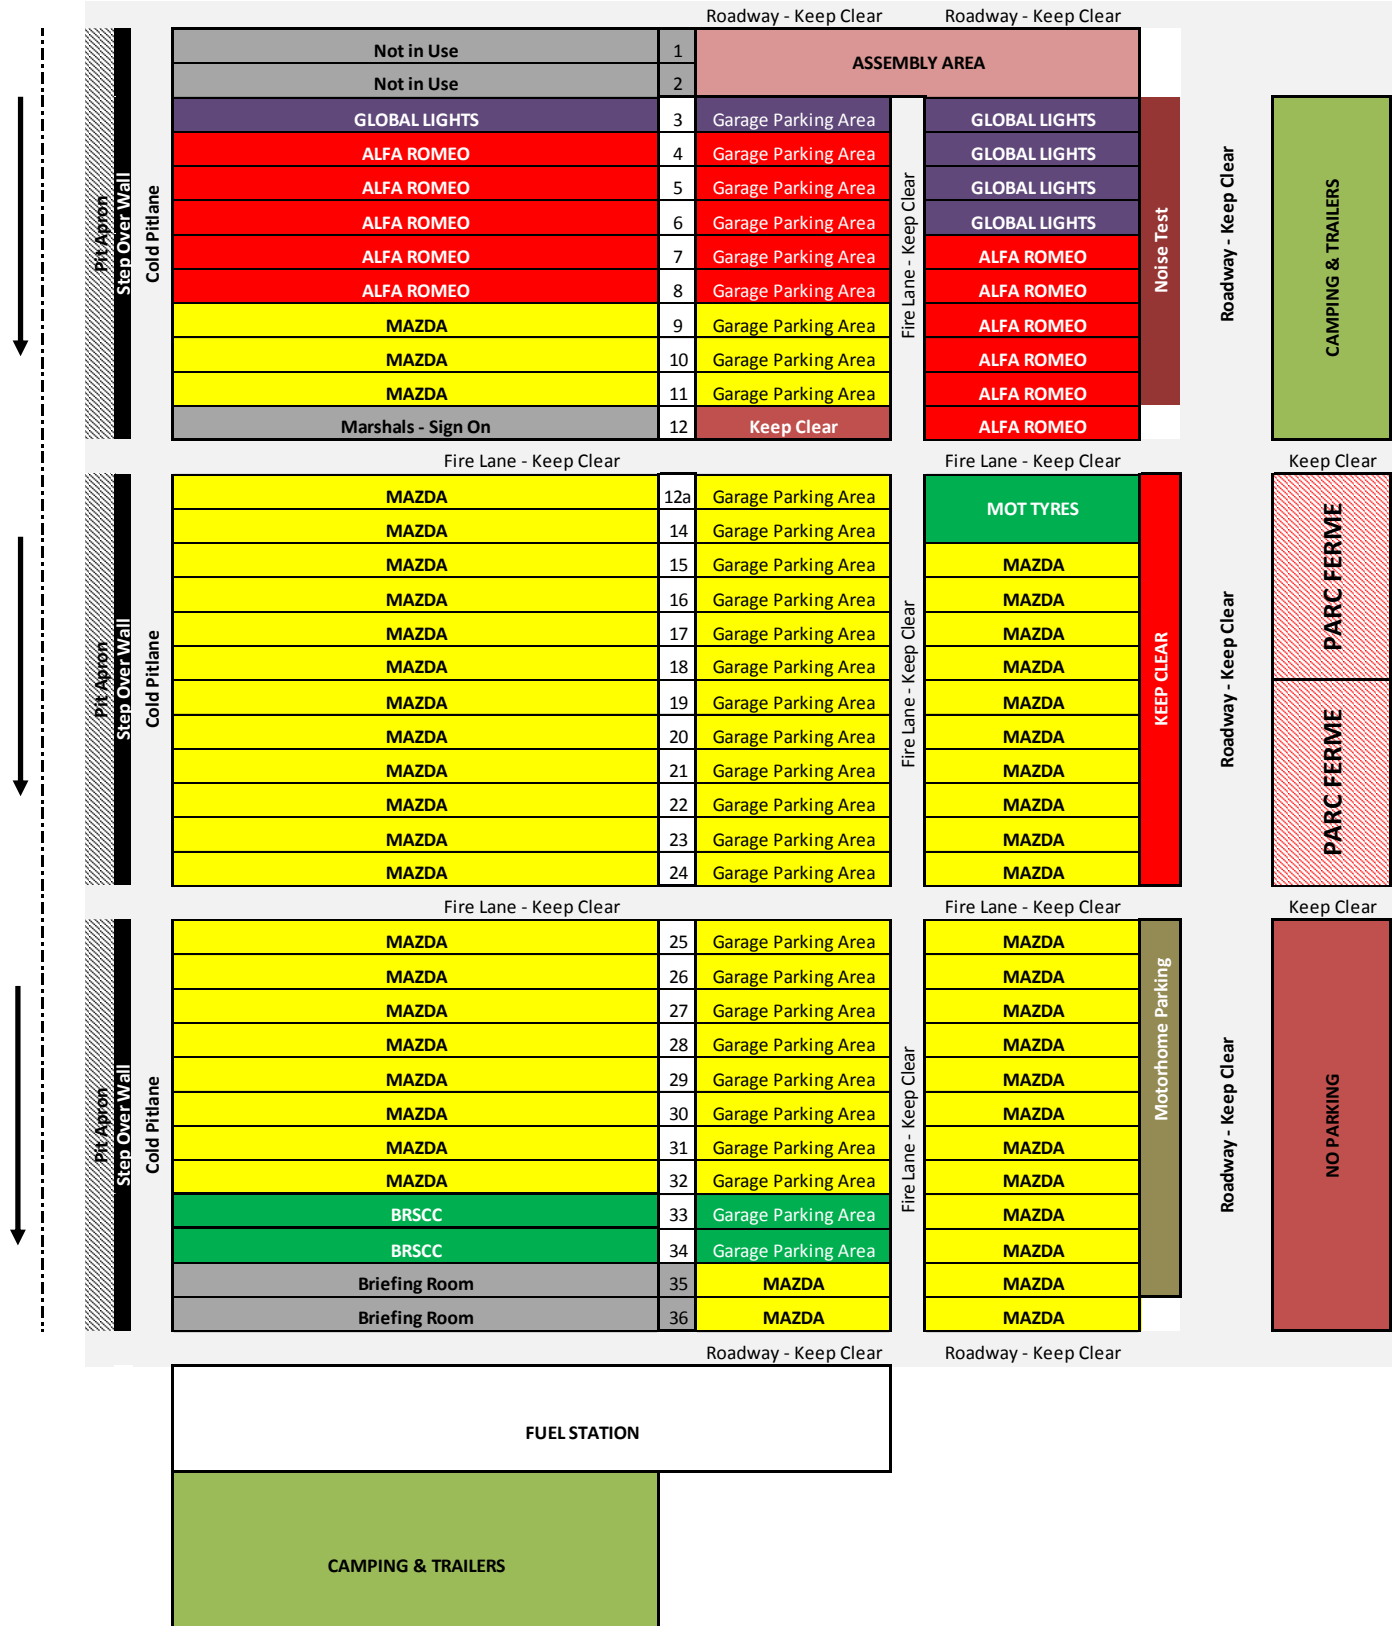 Roadway - Keep Clear Roadway - Keep Clear
Not in Use 1 ASSEMBLY AREA
Not in Use 2
GLOBAL LIGHTS 3 Garage Parking Area GLOBAL LIGHTS
ALFA ROMEO 4 Garage Parking Area GLOBAL LIGHTS
ALFA ROMEO 5 Garage Parking Area GLOBAL LIGHTS
ALFA ROMEO 6 Garage Parking Area GLOBAL LIGHTS
ALFA ROMEO 7 Garage Parking Area ALFA ROMEO
ALFA ROMEO 8 Garage Parking Area ALFA ROMEO
MAZDA 9 Garage Parking Area ALFA ROMEO
MAZDA 10 Garage Parking Area ALFA ROMEO
MAZDA 11 Garage Parking Area ALFA ROMEO
Marshals - Sign On 12 Keep Clear ALFA ROMEO
Pit Apron
Step Over Wall
Cold Pitlane
Fire Lane - Keep Clear
Noise Test
Roadway - Keep Clear
CAMPING & TRAILERS
Fire Lane - Keep Clear Fire Lane - Keep Clear Keep Clear
MAZDA 12a Garage Parking Area MOT TYRES
MAZDA 14 Garage Parking Area
MAZDA 15 Garage Parking Area MAZDA
MAZDA 16 Garage Parking Area MAZDA
MAZDA 17 Garage Parking Area MAZDA
MAZDA 18 Garage Parking Area MAZDA
MAZDA 19 Garage Parking Area MAZDA
MAZDA 20 Garage Parking Area MAZDA
MAZDA 21 Garage Parking Area MAZDA
MAZDA 22 Garage Parking Area MAZDA
MAZDA 23 Garage Parking Area MAZDA
MAZDA 24 Garage Parking Area MAZDA
Pit Apron
Step Over Wall
Cold Pitlane
Fire Lane - Keep Clear
KEEP CLEAR
Roadway - Keep Clear
PARC FERME
PARC FERME
Fire Lane - Keep Clear Fire Lane - Keep Clear Keep Clear
MAZDA 25 Garage Parking Area MAZDA
MAZDA 26 Garage Parking Area MAZDA
MAZDA 27 Garage Parking Area MAZDA
MAZDA 28 Garage Parking Area MAZDA
MAZDA 29 Garage Parking Area MAZDA
MAZDA 30 Garage Parking Area MAZDA
MAZDA 31 Garage Parking Area MAZDA
MAZDA 32 Garage Parking Area MAZDA
BRSCC 33 Garage Parking Area MAZDA
BRSCC 34 Garage Parking Area MAZDA
Briefing Room 35 MAZDA MAZDA
Briefing Room 36 MAZDA MAZDA
Pit Apron
Step Over Wall
Cold Pitlane
Fire Lane - Keep Clear
Motorhome Parking
Roadway - Keep Clear
NO PARKING
Roadway - Keep Clear Roadway - Keep Clear
FUEL STATION
CAMPING & TRAILERS